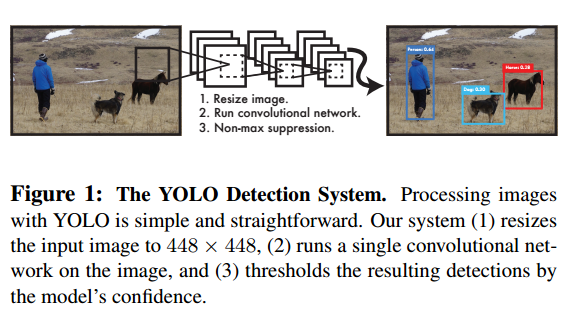 Person: 0.64
Horse: 0.28
Dog: 0.30
1. Resize image.
2. Run convolutional network.
3. Non-max suppression.
Figure 1: The YOLO Detection System. Processing images
with YOLO is simple and straightforward. Our system (1) resizes
the input image to 448 × 448, (2) runs a single convolutional net-
work on the image, and (3) thresholds the resulting detections by
the model’s confidence.